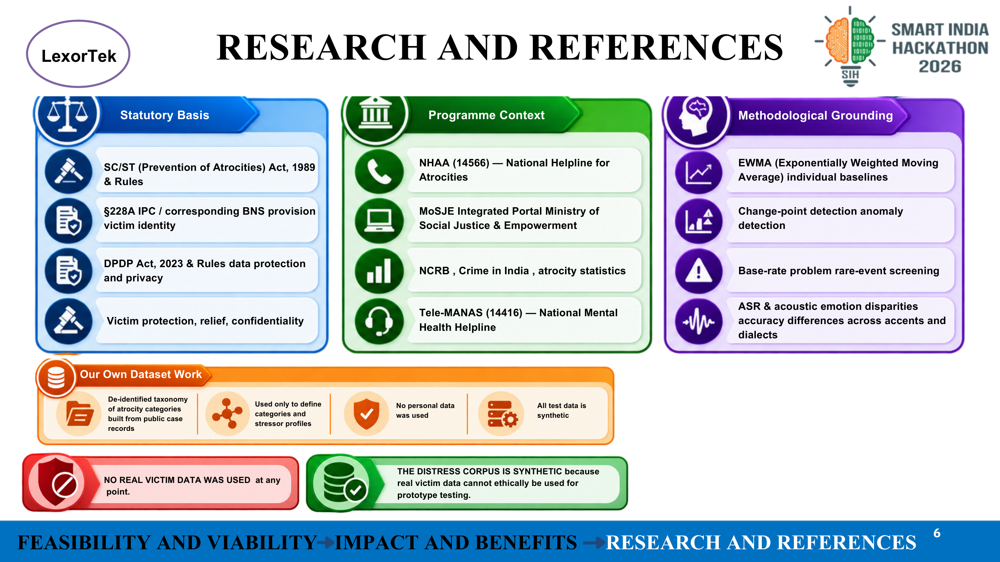 LexorTek
RESEARCH AND REFERENCES
SMART INDIA
HACKATHON
2026
SIH
Statutory Basis
SC/ST (Prevention of Atrocities) Act, 1989
& Rules
§228A IPC / corresponding BNS provision
victim identity
DPDP Act, 2023 & Rules data protection
and privacy
Victim protection, relief, confidentiality
Programme Context
NHAA (14566) — National Helpline for
Atrocities
MoSJE Integrated Portal Ministry of
Social Justice & Empowerment
NCRB , Crime in India , atrocity statistics
Tele-MANAS (14416) — National Mental
Health Helpline
Methodological Grounding
EWMA (Exponentially Weighted Moving
Average) individual baselines
Change-point detection anomaly
detection
Base-rate problem rare-event screening
ASR & acoustic emotion disparities
accuracy differences across accents and
dialects
Our Own Dataset Work
De-identified taxonomy
of atrocity categories
built from public case
records
Used only to define
categories and
stressor profiles
No personal data
was used
All test data is
synthetic
NO REAL VICTIM DATA WAS USED at any
point.
THE DISTRESS CORPUS IS SYNTHETIC because
real victim data cannot ethically be used for
prototype testing.
FEASIBILITY AND VIABILITY IMPACT AND BENEFITS RESEARCH AND REFERENCES
6